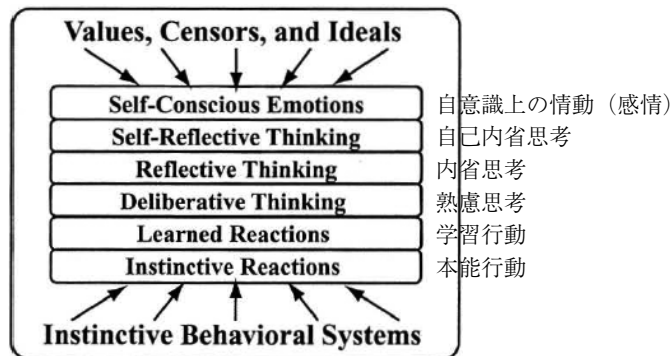 Values, Censors, and Ideals
Self-Conscious Emotions 自意識上の情動（感情）
Self-Reflective Thinking 自己内省思考
Reflective Thinking 内省思考
Deliberative Thinking 熟慮思考
Learned Reactions 学習行動
Instinctive Reactions 本能行動
Instinctive Behavioral Systems